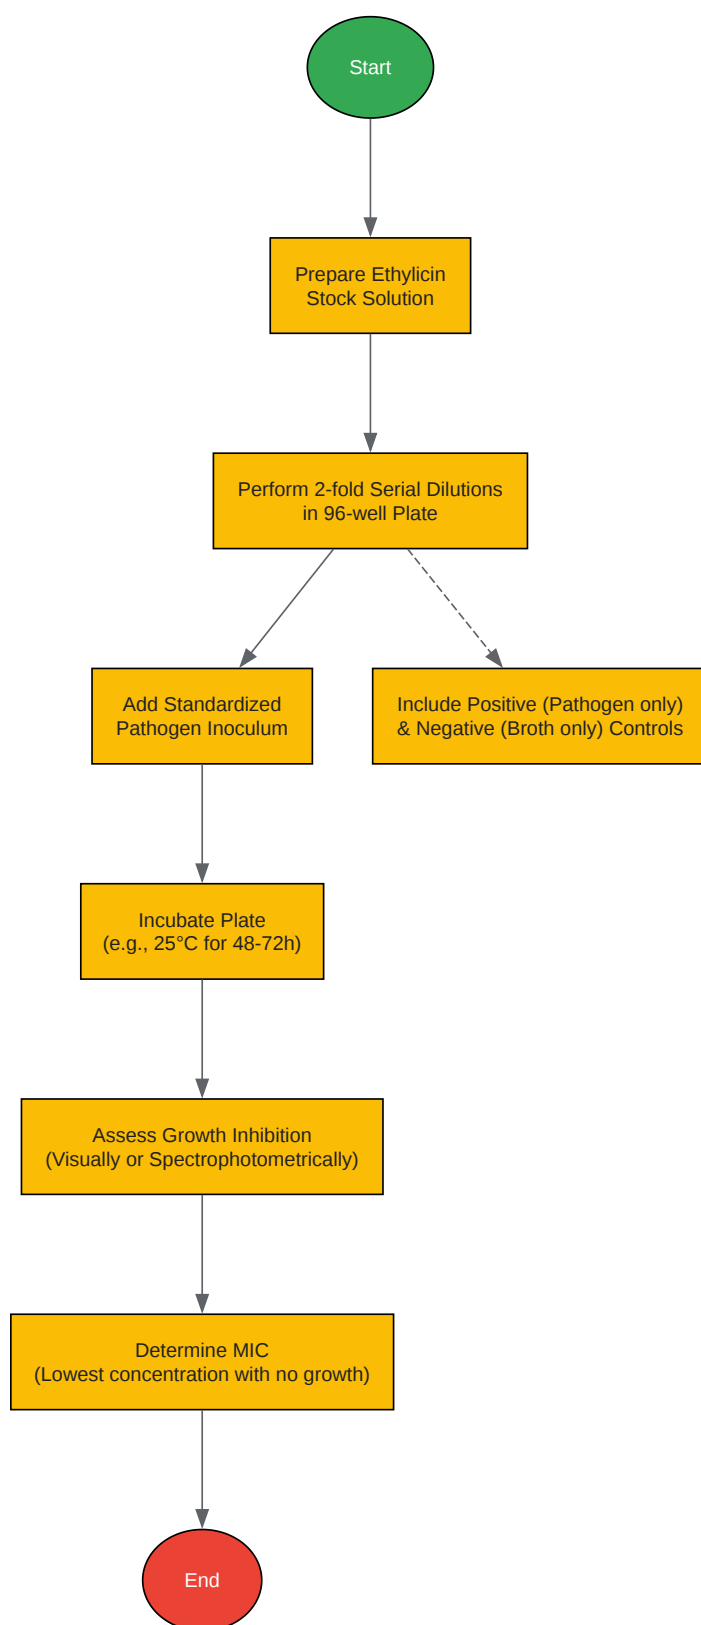 Start
Prepare Ethylicin
Stock Solution
Perform 2-fold Serial Dilutions
in 96-well Plate
Add Standardized
Pathogen Inoculum
Include Positive (Pathogen only)
& Negative (Broth only) Controls
Incubate Plate
(e.g., 25°C for 48-72h)
Assess Growth Inhibition
(Visually or Spectrophotometrically)
Determine MIC
(Lowest concentration with no growth)
End